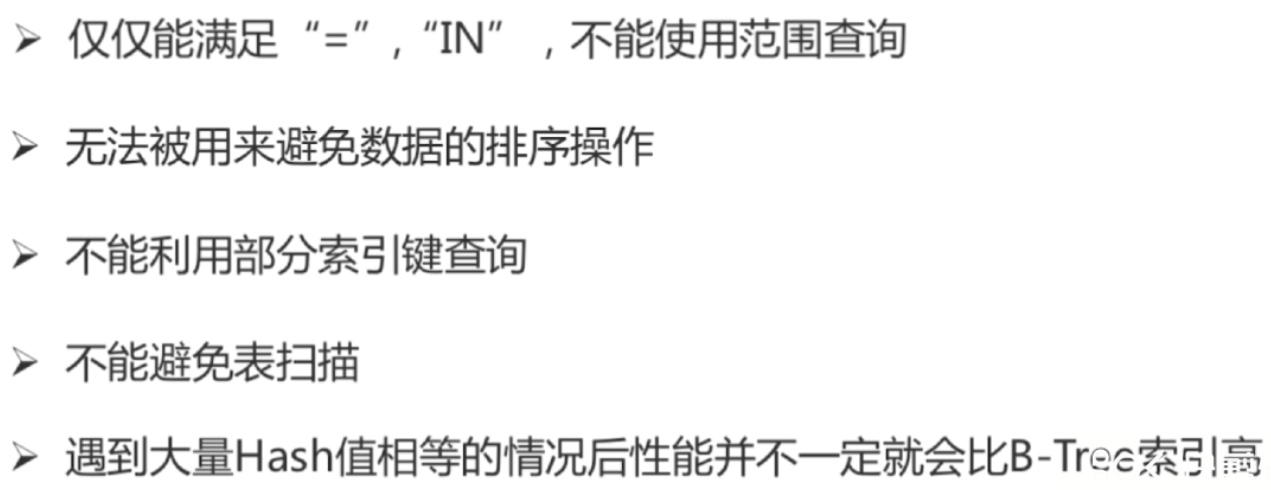 ➢ 仅仅能满足“=”，“IN”，不能使用范围查询
➢ 无法被用来避免数据的排序操作
➢ 不能利用部分索引键查询
➢ 不能避免表扫描
➢ 遇到大量Hash值相等的情况后性能并不一定就会比B-Tree索引高